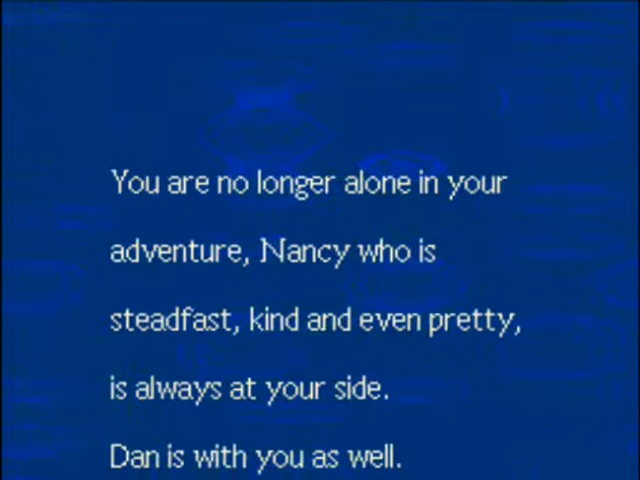 You are no longer alone in your
adventure, Nancy who is
steadfast, kind and even pretty,
is always at your side.
Dan is with you as well.